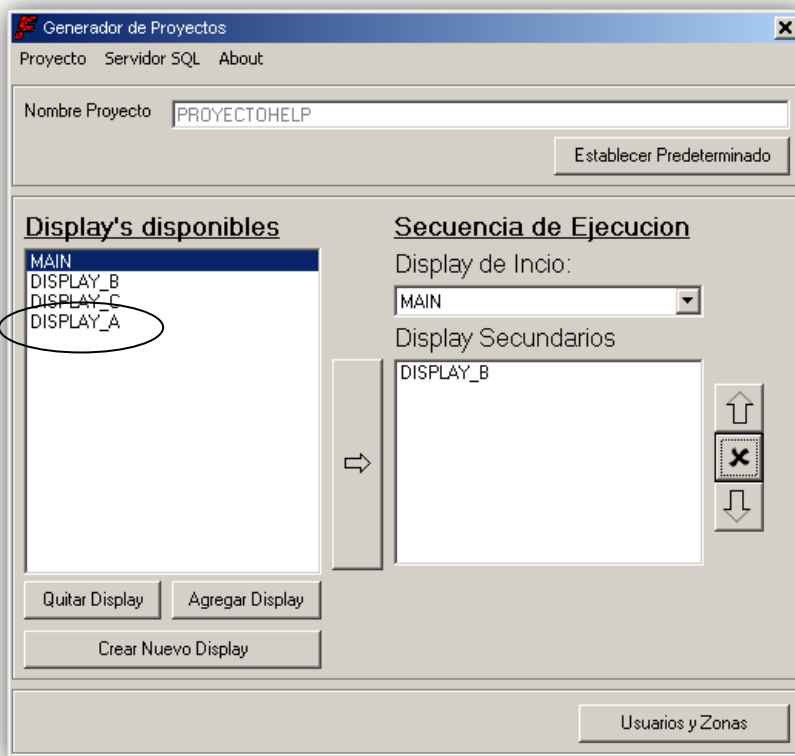 Generador de Proyectos
Proyecto Servidor SQL About
Nombre Proyecto PROYECTOHELP
Establecer Predeterminado
Display's disponibles
MAIN
DISPLAY_B
DISPLAY_C
DISPLAY_A
Quitar Display Agregar Display
Crear Nuevo Display
Secuencia de Ejecucion
Display de Incio:
MAIN
Display Secundarios
DISPLAY_B
Usuarios y Zonas